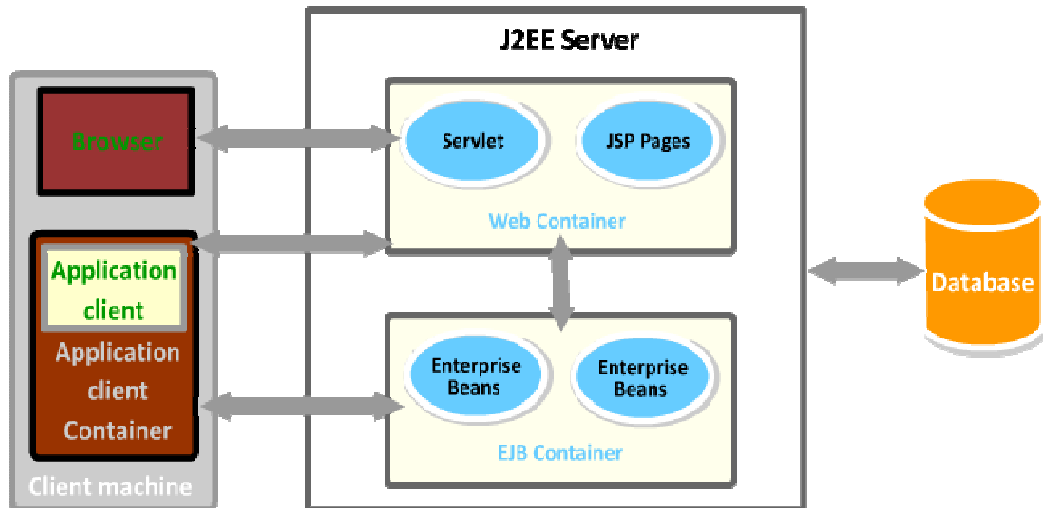 J2EE Server
Browser
Servlet
JSP Pages
Web Container
Application
client
Application
client
Container
Client machine
Enterprise
Beans
Enterprise
Beans
EJB Container
Database